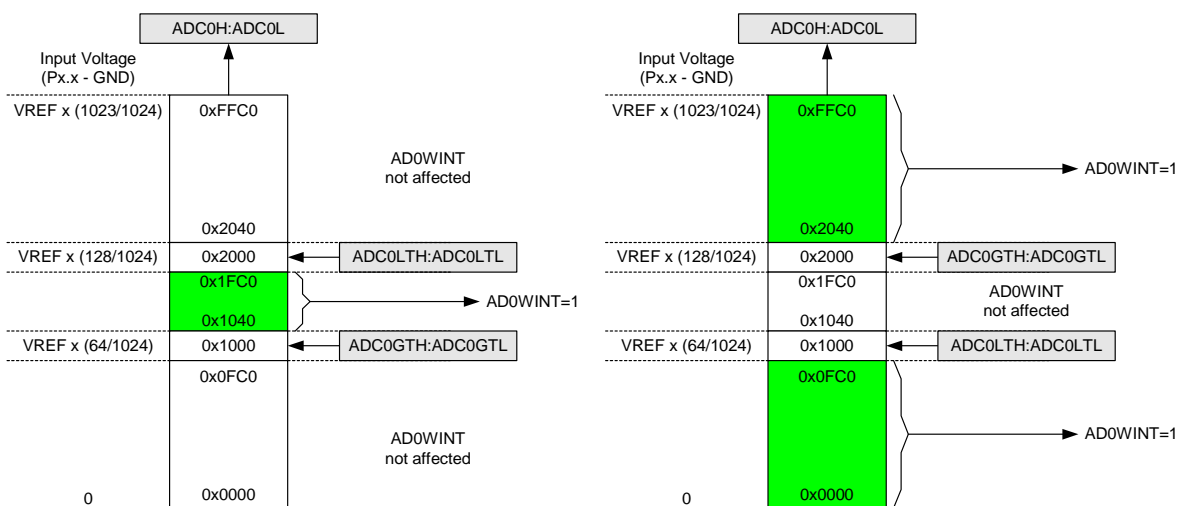 ADC0H:ADC0L
Input Voltage
(Px.x - GND)
VREF x (1023/1024)
0xFFC0
AD0WINT
not affected
0x2040
VREF x (128/1024)
0x2000
ADC0LTH:ADC0LTL
0x1FC0
AD0WINT=1
0x1040
VREF x (64/1024)
0x1000
ADC0GTH:ADC0GTL
0x0FC0
AD0WINT
not affected
0
0x0000
ADC0H:ADC0L
Input Voltage
(Px.x - GND)
VREF x (1023/1024)
0xFFC0
AD0WINT=1
0x2040
VREF x (128/1024)
0x2000
ADC0GTH:ADC0GTL
0x1FC0
AD0WINT
not affected
0x1040
VREF x (64/1024)
0x1000
ADC0LTH:ADC0LTL
0x0FC0
AD0WINT=1
0
0x0000